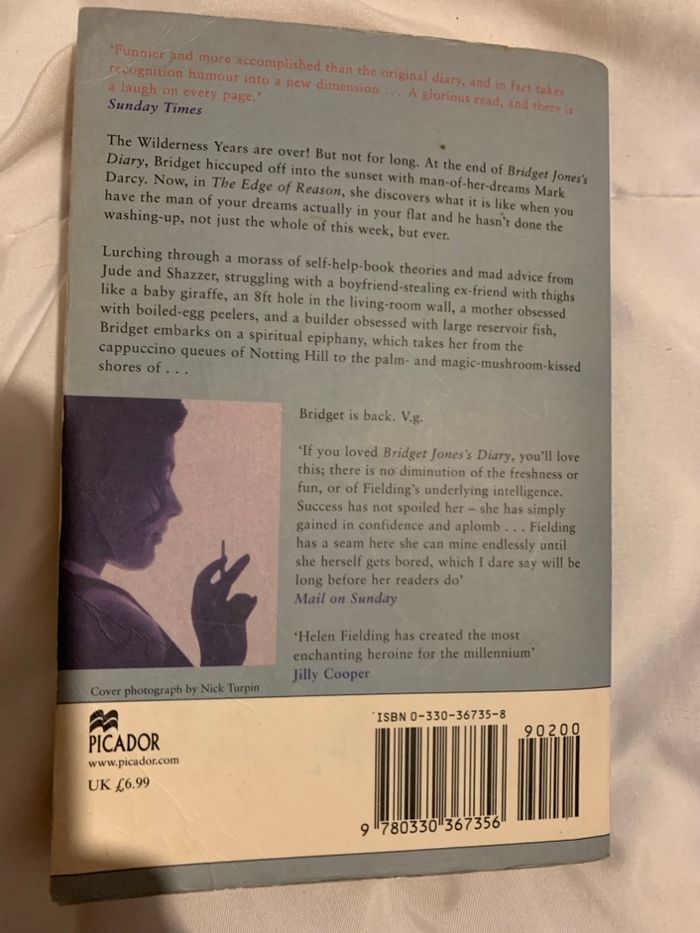 'Funnier and more accomplished than the original diary, and in fact takes
recognition humour into a new dimension . . . A glorious read, and there is
a laugh on every page.'
Sunday Times
The Wilderness Years are over! But not for long. At the end of Bridget Jones's
Diary, Bridget hiccuped off into the sunset with man-of-her-dreams Mark
Darcy. Now, in The Edge of Reason, she discovers what it is like when you
have the man of your dreams actually in your flat and he hasn't done the
washing-up, not just the whole of this week, but ever.
Lurching through a morass of self-help-book theories and mad advice from
Jude and Shazzer, struggling with a boyfriend-stealing ex-friend with thighs
like a baby giraffe, an 8ft hole in the living-room wall, a mother obsessed
with boiled-egg peelers, and a builder obsessed with large reservoir fish,
Bridget embarks on a spiritual epiphany, which takes her from the
cappuccino queues of Notting Hill to the palm- and magic-mushroom-kissed
shores of . . .
Bridget is back. V.g.
'If you loved Bridget Jones's Diary, you'll love
this; there is no diminution of the freshness or
fun, or of Fielding's underlying intelligence.
Success has not spoiled her – she has simply
gained in confidence and aplomb . . . Fielding
has a seam here she can mine endlessly until
she herself gets bored, which I dare say will be
long before her readers do'
Mail on Sunday
'Helen Fielding has created the most
enchanting heroine for the millennium'
Jilly Cooper
Cover photograph by Nick Turpin
PICADOR
www.picador.com
UK £6.99
ISBN 0-330-36735-8
90200
9 780330 367356